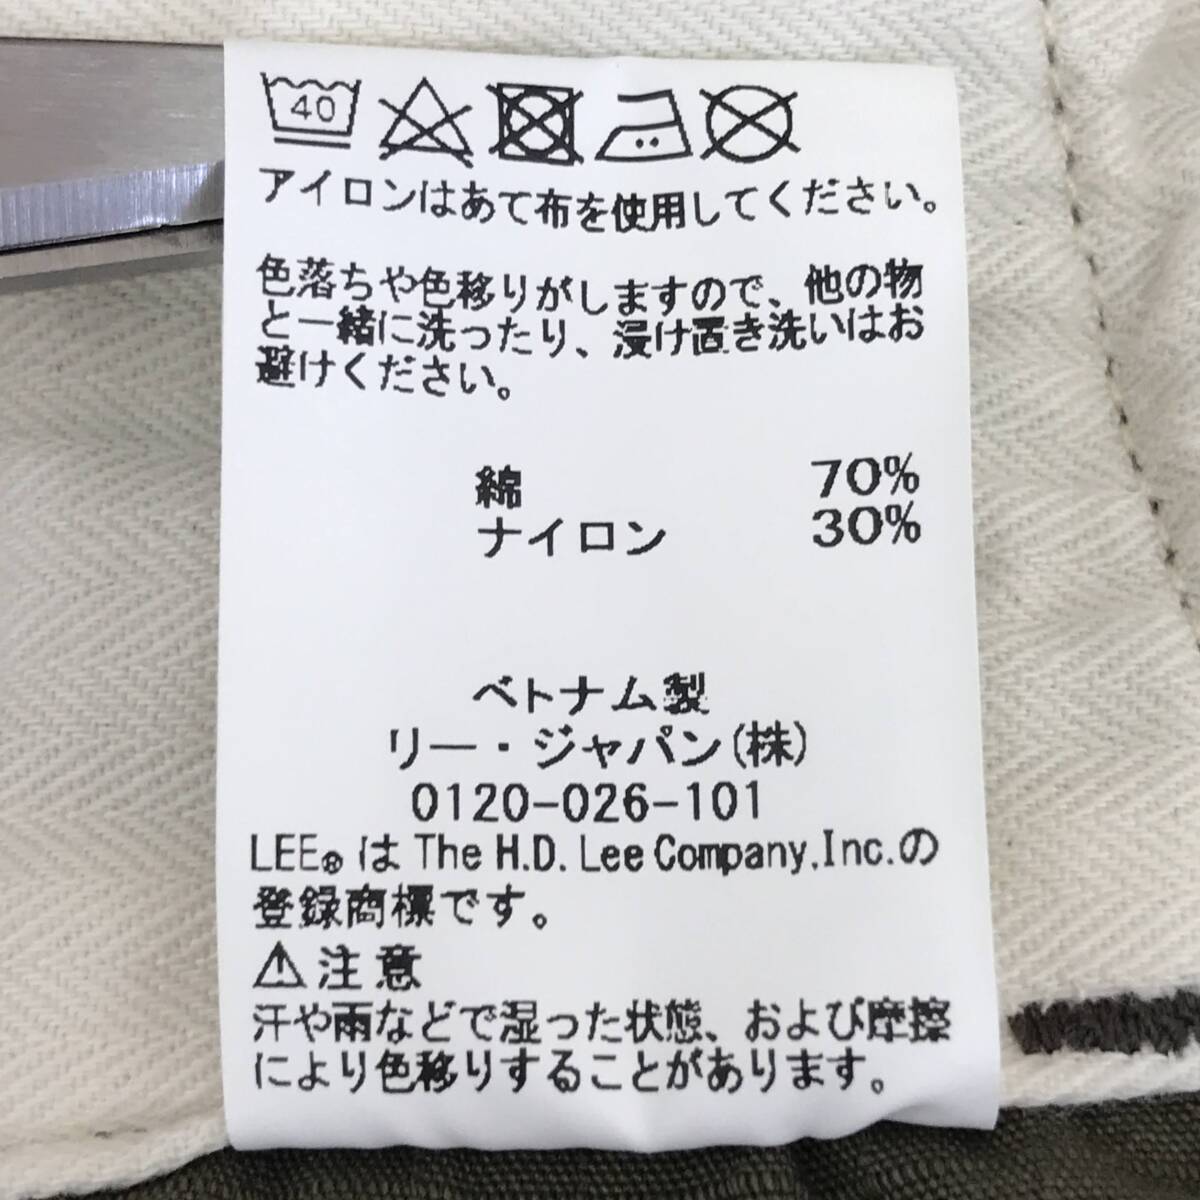 40
アイロンはあて布を使用してください。
色落ちや色移りがしますので、他の物
と一緒に洗ったり、浸け置き洗いはお
避けください。
綿 70%
ナイロン 30%
ベトナム製
リー・ジャパン(株)
0120-026-101
LEE®はThe H.D. Lee Company,Inc.の
登録商標です。
⚠注意
汗や雨などで湿った状態、および摩擦
により色移りすることがあります。